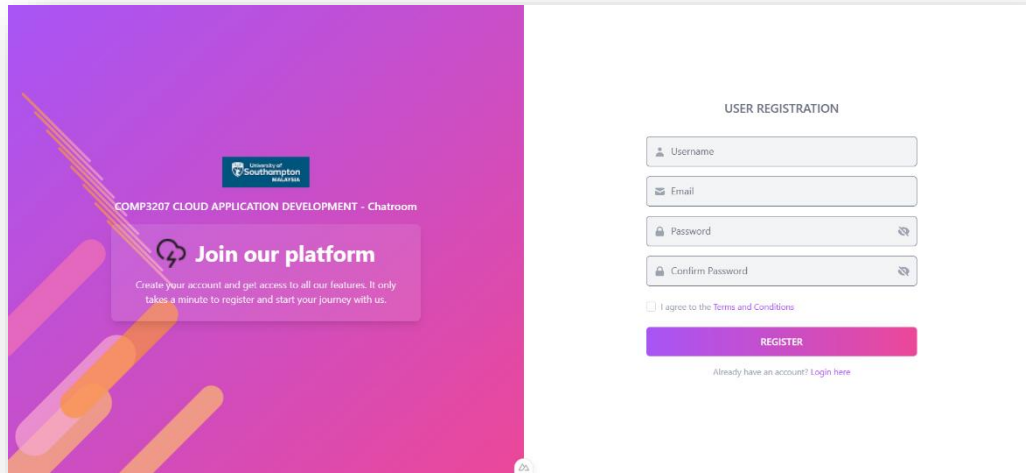 University of
Southampton
MALAYSIA
COMP3207 CLOUD APPLICATION DEVELOPMENT - Chatroom
Join our platform
Create your account and get access to all our features. It only
takes a minute to register and start your journey with us.
USER REGISTRATION
Username
Email
Password
Confirm Password
I agree to the Terms and Conditions
REGISTER
Already have an account? Login here